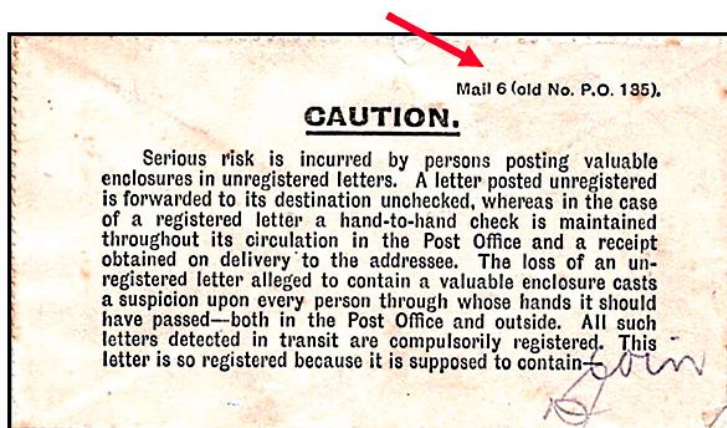 Mail 6 (old No. P.O. 135).
CAUTION.
Serious risk is incurred by persons posting valuable
enclosures in unregistered letters. A letter posted unregistered
is forwarded to its destination unchecked, whereas in the case
of a registered letter a hand-to-hand check is maintained
throughout its circulation in the Post Office and a receipt
obtained on delivery to the addressee. The loss of an un-
registered letter alleged to contain a valuable enclosure casts
a suspicion upon every person through whose hands it should
have passed—both in the Post Office and outside. All such
letters detected in transit are compulsorily registered. This
letter is so registered because it is supposed to contain—
coin